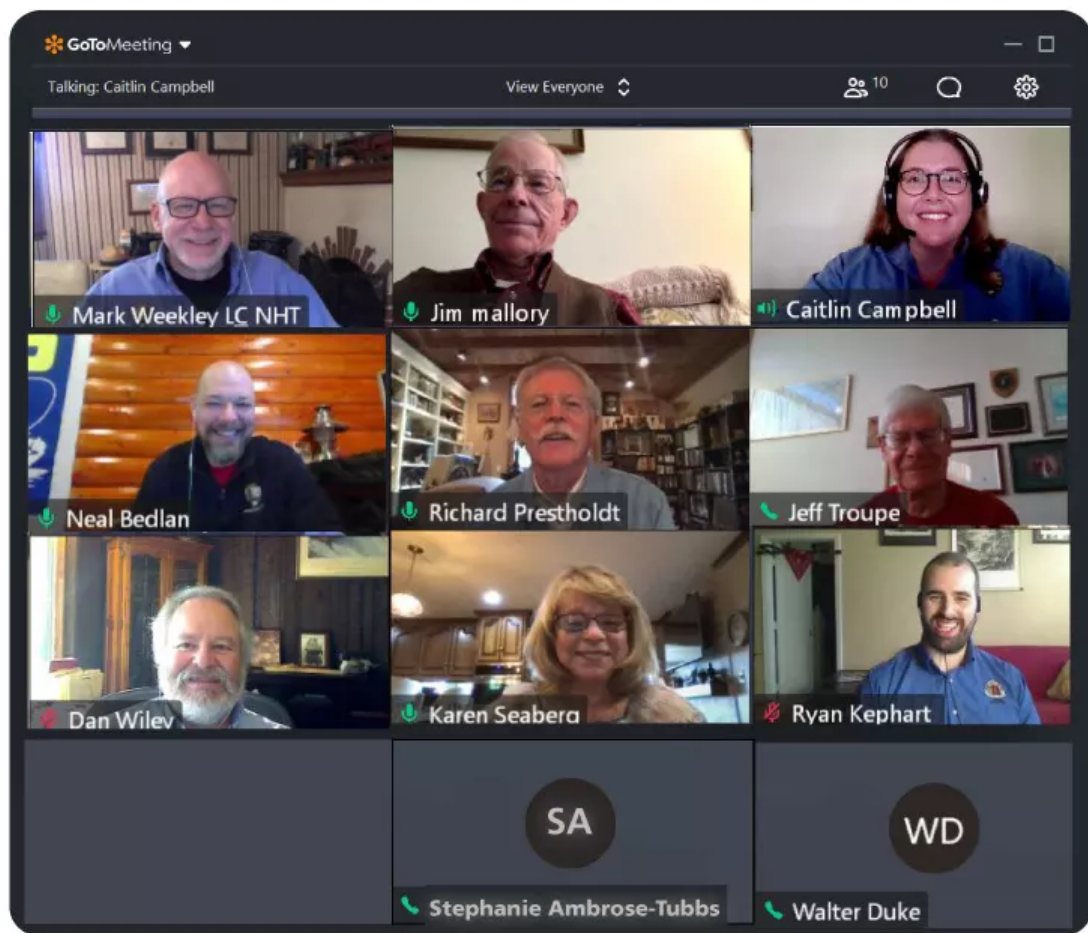 GoToMeeting
Talking: Caitlin Campbell
View Everyone
10
Mark Weekley LC NHT
Jim mallory
Caitlin Campbell
Neal Bedlan
Richard Prestholdt
Jeff Troupe
Dan Wiley
Karen Seaberg
Ryan Kephart
SA
WD
Stephanie Ambrose-Tubbs
Walter Duke